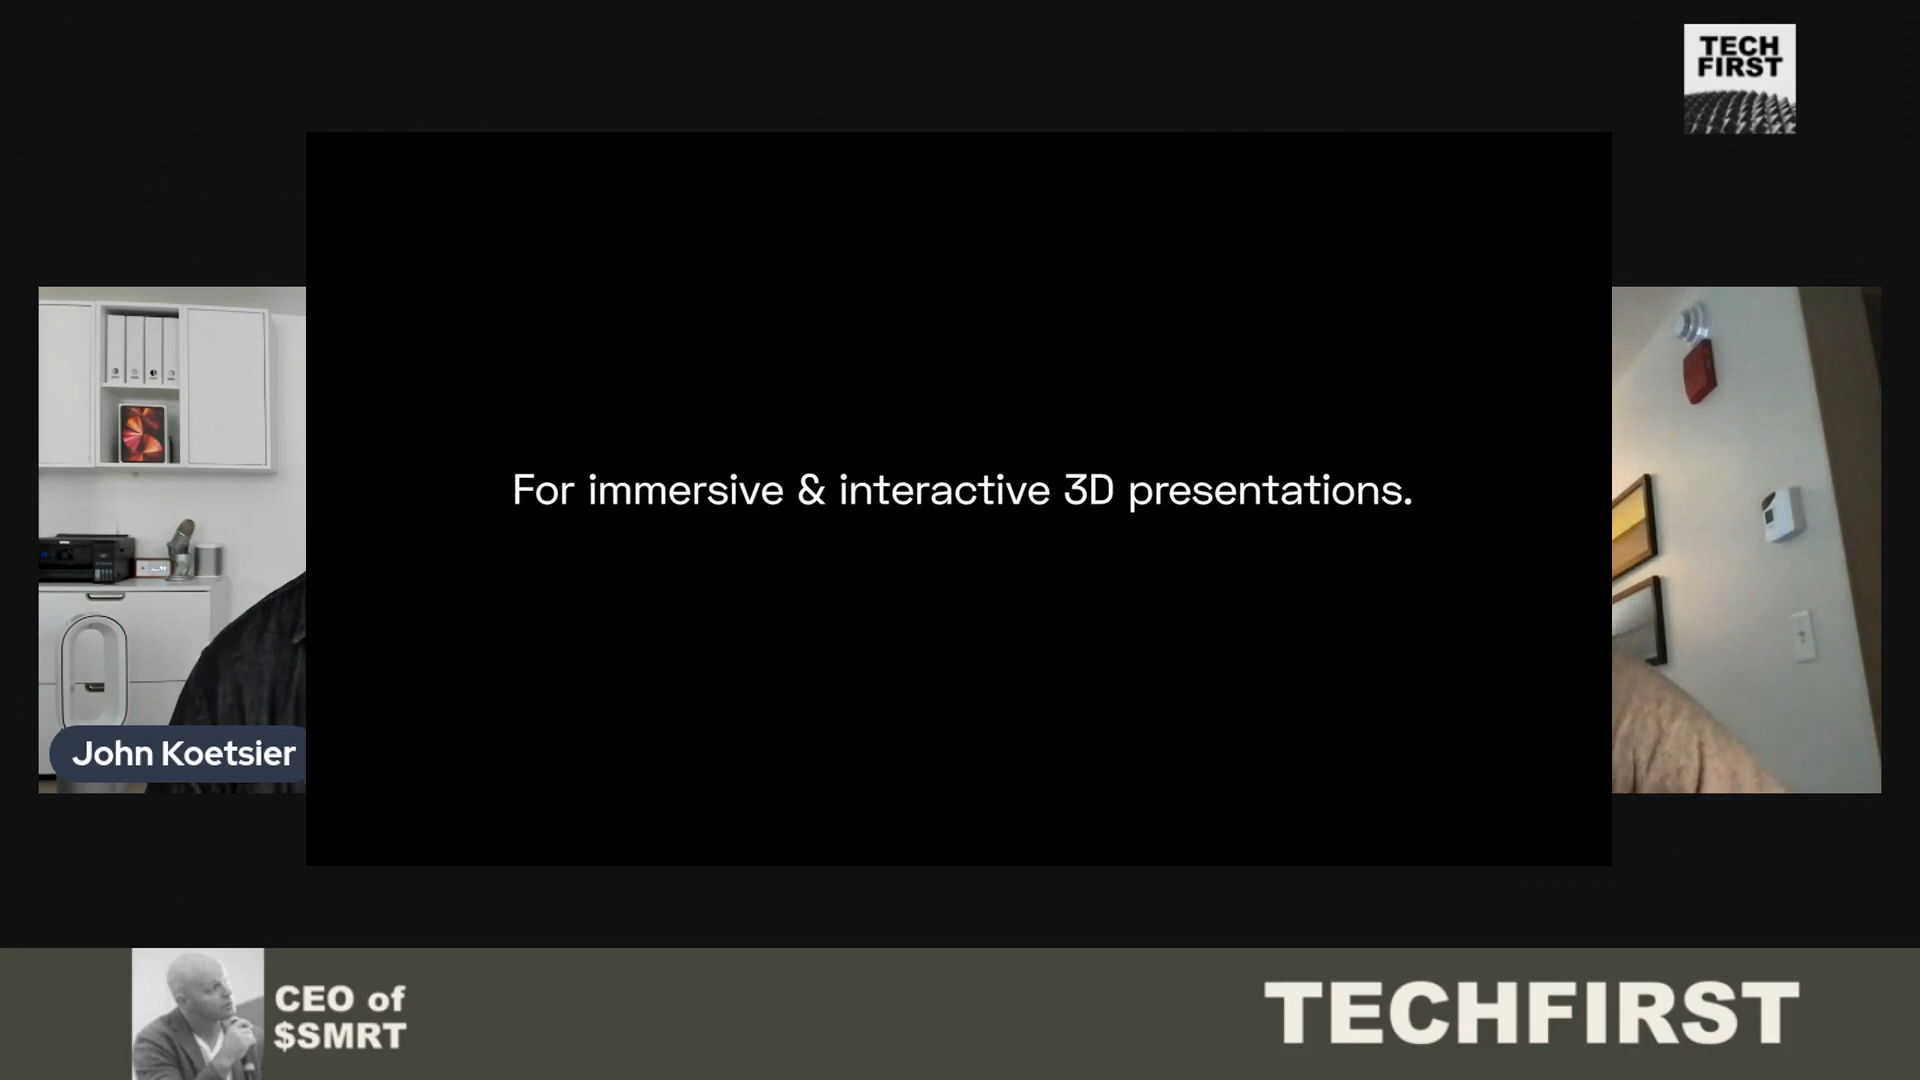 TECH
FIRST
For immersive & interactive 3D presentations.
John Koetsier
CEO of
$SMRT
TECHFIRST